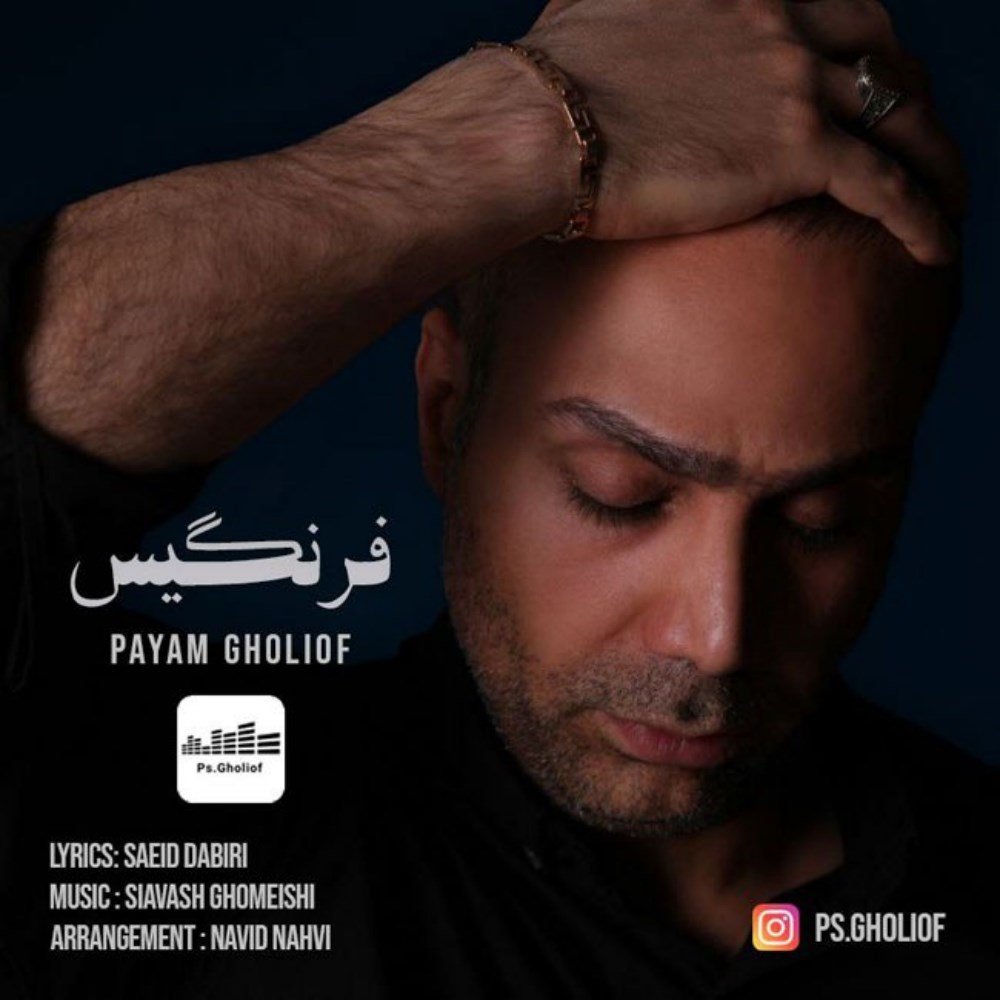 فرنگیس
PAYAM GHOLIOF
Ps.Gholiof
LYRICS: SAEID DABIRI
MUSIC : SIAVASH GHOMEISHI
ARRANGEMENT : NAVID NAHVI
PS.GHOLIOF